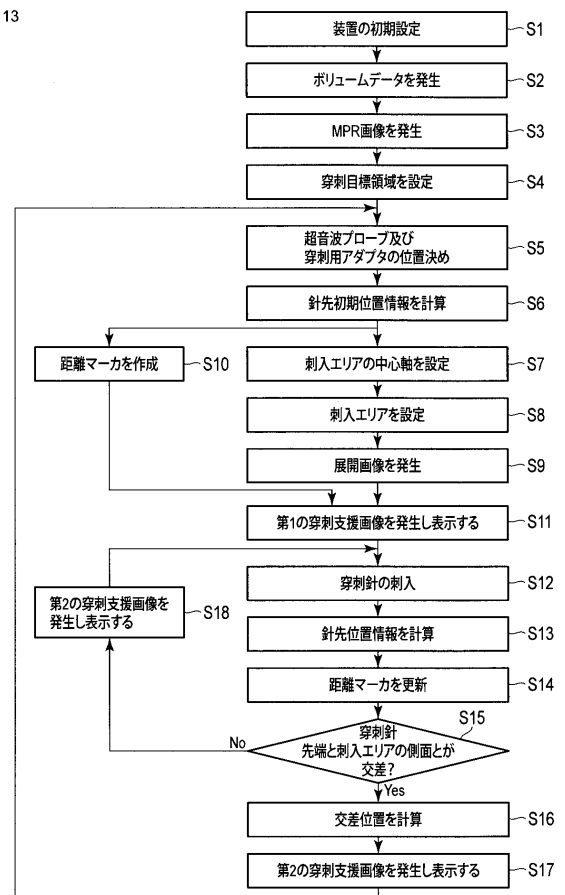 13
装置の初期設定
S1
ボリュームデータを発生
S2
MPR画像を発生
S3
穿刺目標領域を設定
S4
超音波プローブ及び
穿刺用アダプタの位置決め
S5
針先初期位置情報を計算
S6
距離マーカを作成
S10
刺入エリアの中心軸を設定
S7
刺入エリアを設定
S8
展開画像を発生
S9
第1の穿刺支援画像を発生し表示する
S11
穿刺針の刺入
S12
第2の穿刺支援画像を
発生し表示する
S18
針先位置情報を計算
S13
距離マーカを更新
S14
S15
穿刺針
先端と刺入エリアの側面とが
交差?
No
Yes
交差位置を計算
S16
第2の穿刺支援画像を発生し表示する
S17